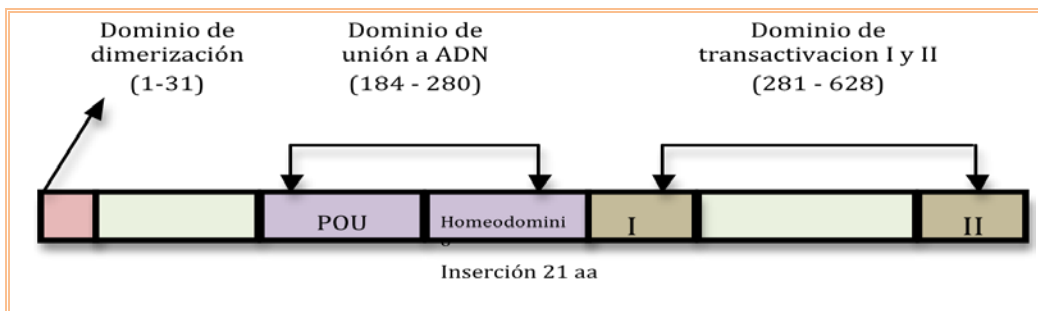 Dominio de
dimerización
(1-31)
Dominio de
unión a ADN
(184 - 280)
Dominio de
transactivacion I y II
(281 - 628)
POU
Homeodomini
I
II
Inserción 21 aa